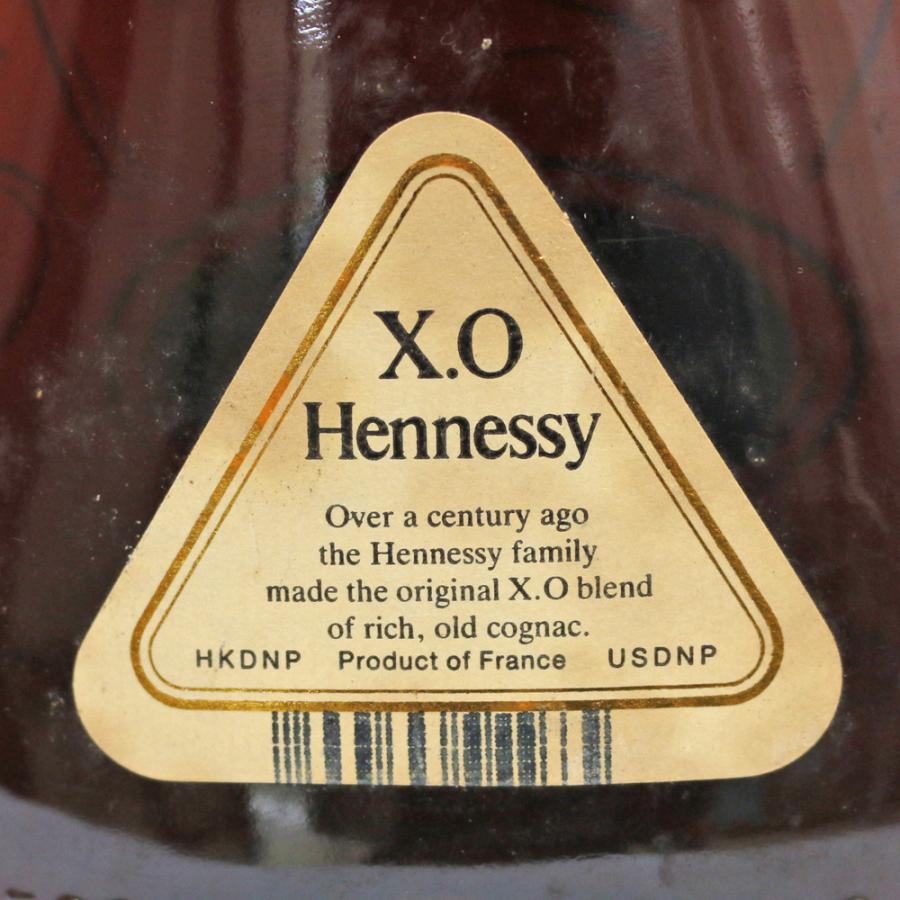 X.O
Hennessy
Over a century ago
the Hennessy family
made the original X.O blend
of rich, old cognac.
HKDNP Product of France USDNP